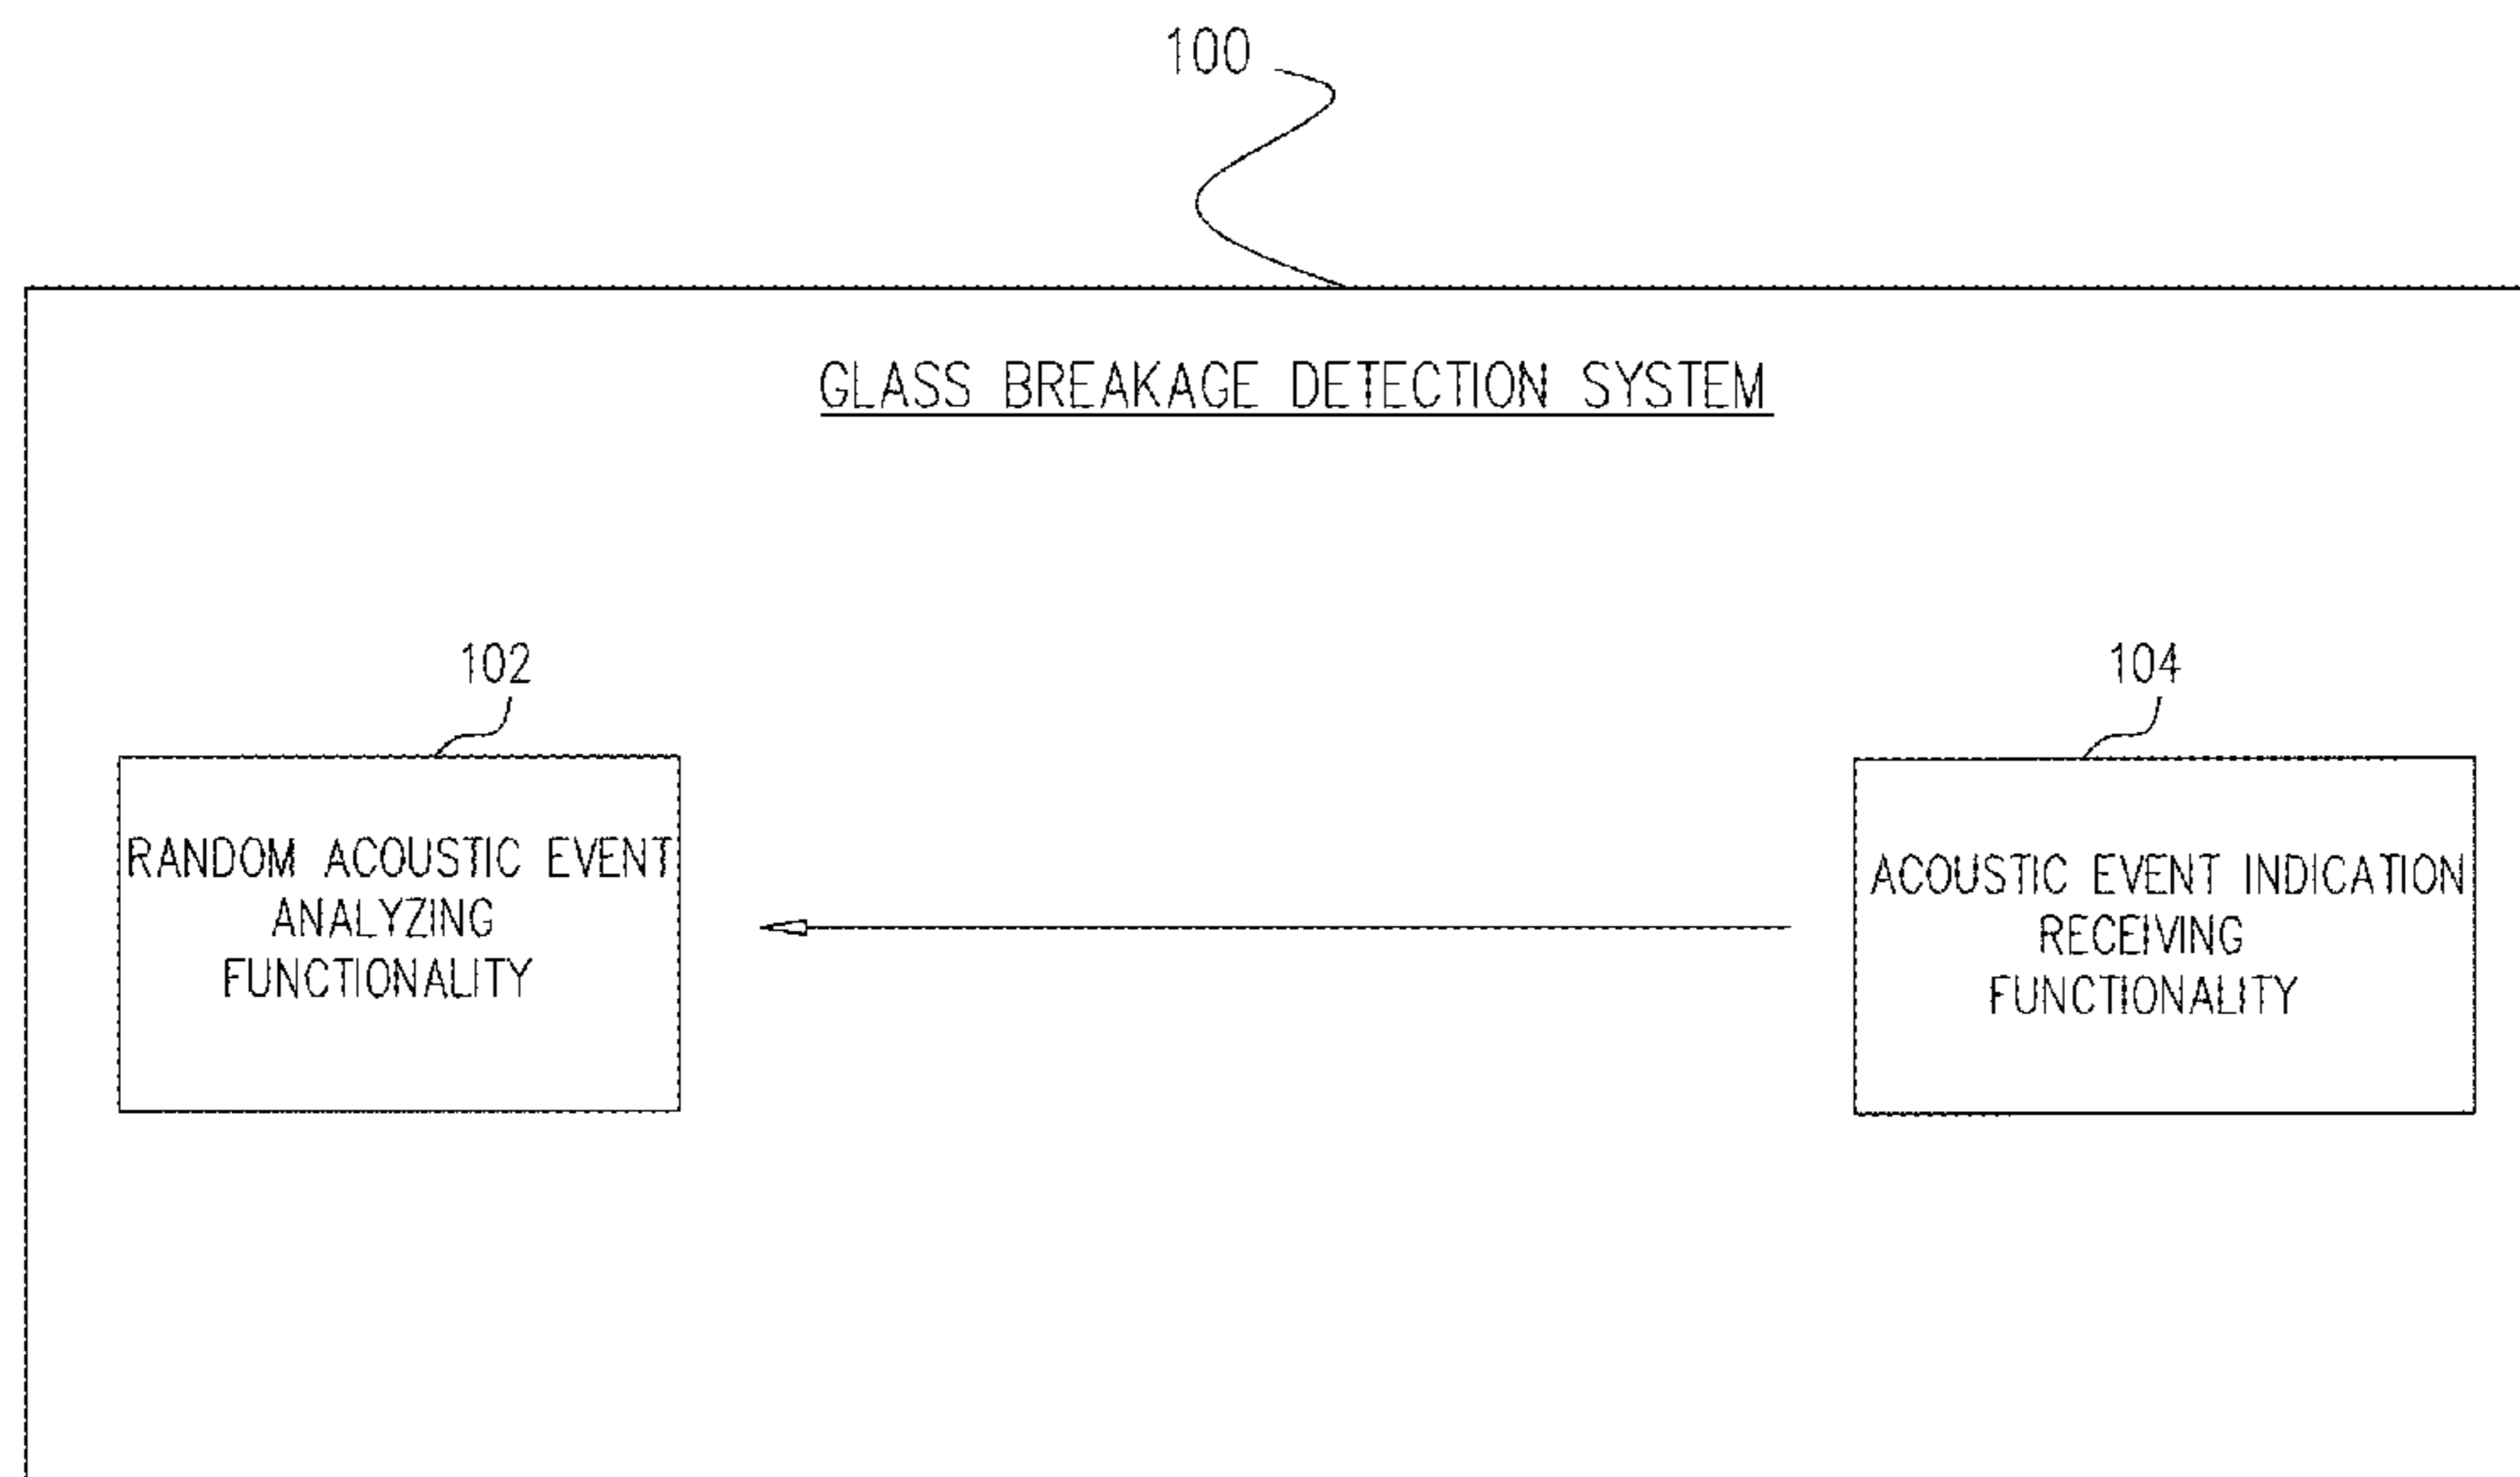 100
GLASS BREAKAGE DETECTION SYSTEM
102
RANDOM ACOUSTIC EVENT
ANALYZING
FUNCTIONALITY
104
ACOUSTIC EVENT INDICATION
RECEIVING
FUNCTIONALITY